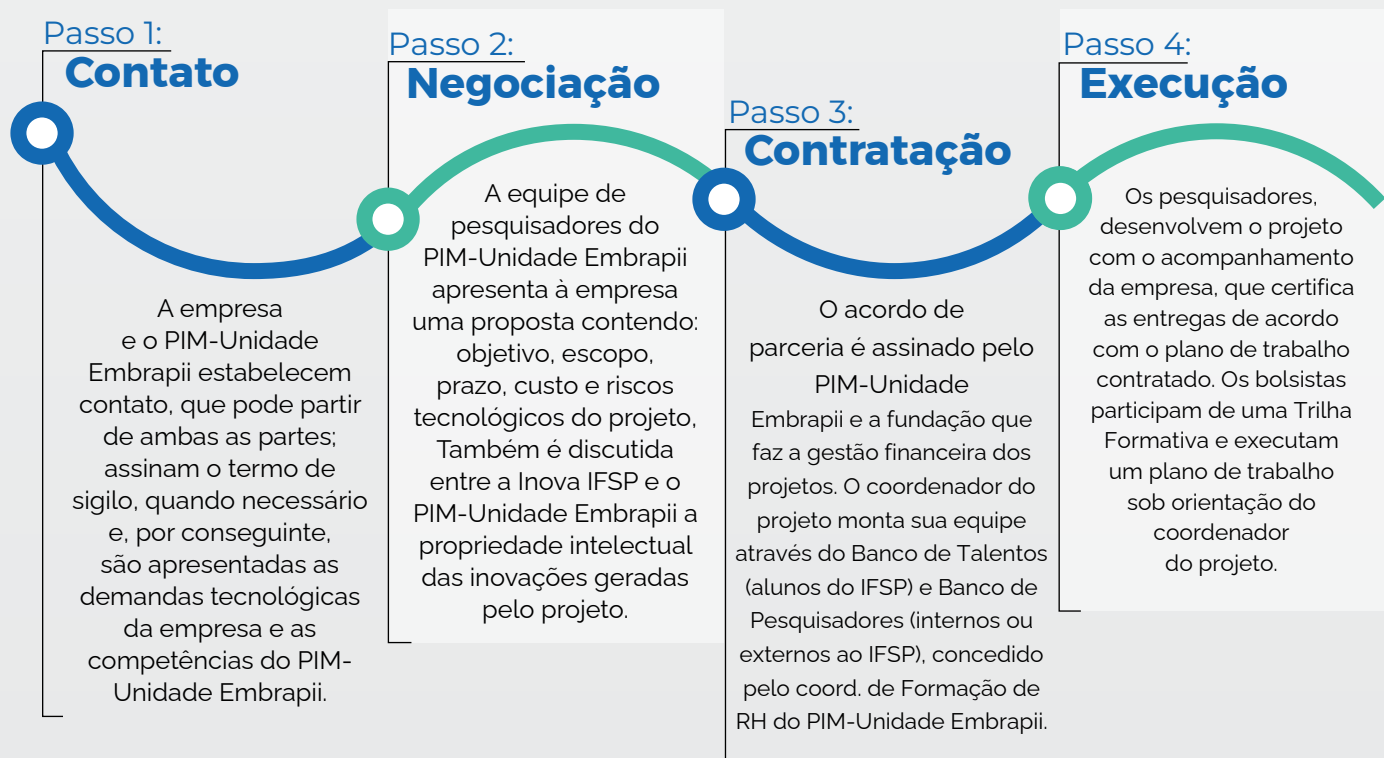 Passo 1:
Contato
A empresa
e o PIM-Unidade
Embrapii estabelecem
contato, que pode partir
de ambas as partes;
assinam o termo de
sigilo, quando necessário
e, por conseguinte,
são apresentadas as
demandas tecnológicas
da empresa e as
competências do PIM-
Unidade Embrapii.
Passo 2:
Negociação
A equipe de
pesquisadores do
PIM-Unidade Embrapii
apresenta à empresa
uma proposta contendo:
objetivo, escopo,
prazo, custo e riscos
tecnológicos do projeto,
Também é discutida
entre a Inova IFSP e o
PIM-Unidade Embrapii a
propriedade intelectual
das inovações geradas
pelo projeto.
Passo 3:
Contratação
O acordo de
parceria é assinado pelo
PIM-Unidade
Embrapii e a fundação que
faz a gestão financeira dos
projetos. O coordenador do
projeto monta sua equipe
através do Banco de Talentos
(alunos do IFSP) e Banco de
Pesquisadores (internos ou
externos ao IFSP), concedido
pelo coord. de Formação de
RH do PIM-Unidade Embrapii.
Passo 4:
Execução
Os pesquisadores,
desenvolvem o projeto
com o acompanhamento
da empresa, que certifica
as entregas de acordo
com o plano de trabalho
contratado. Os bolsistas
participam de uma Trilha
Formativa e executam
um plano de trabalho
sob orientação do
coordenador
do projeto.